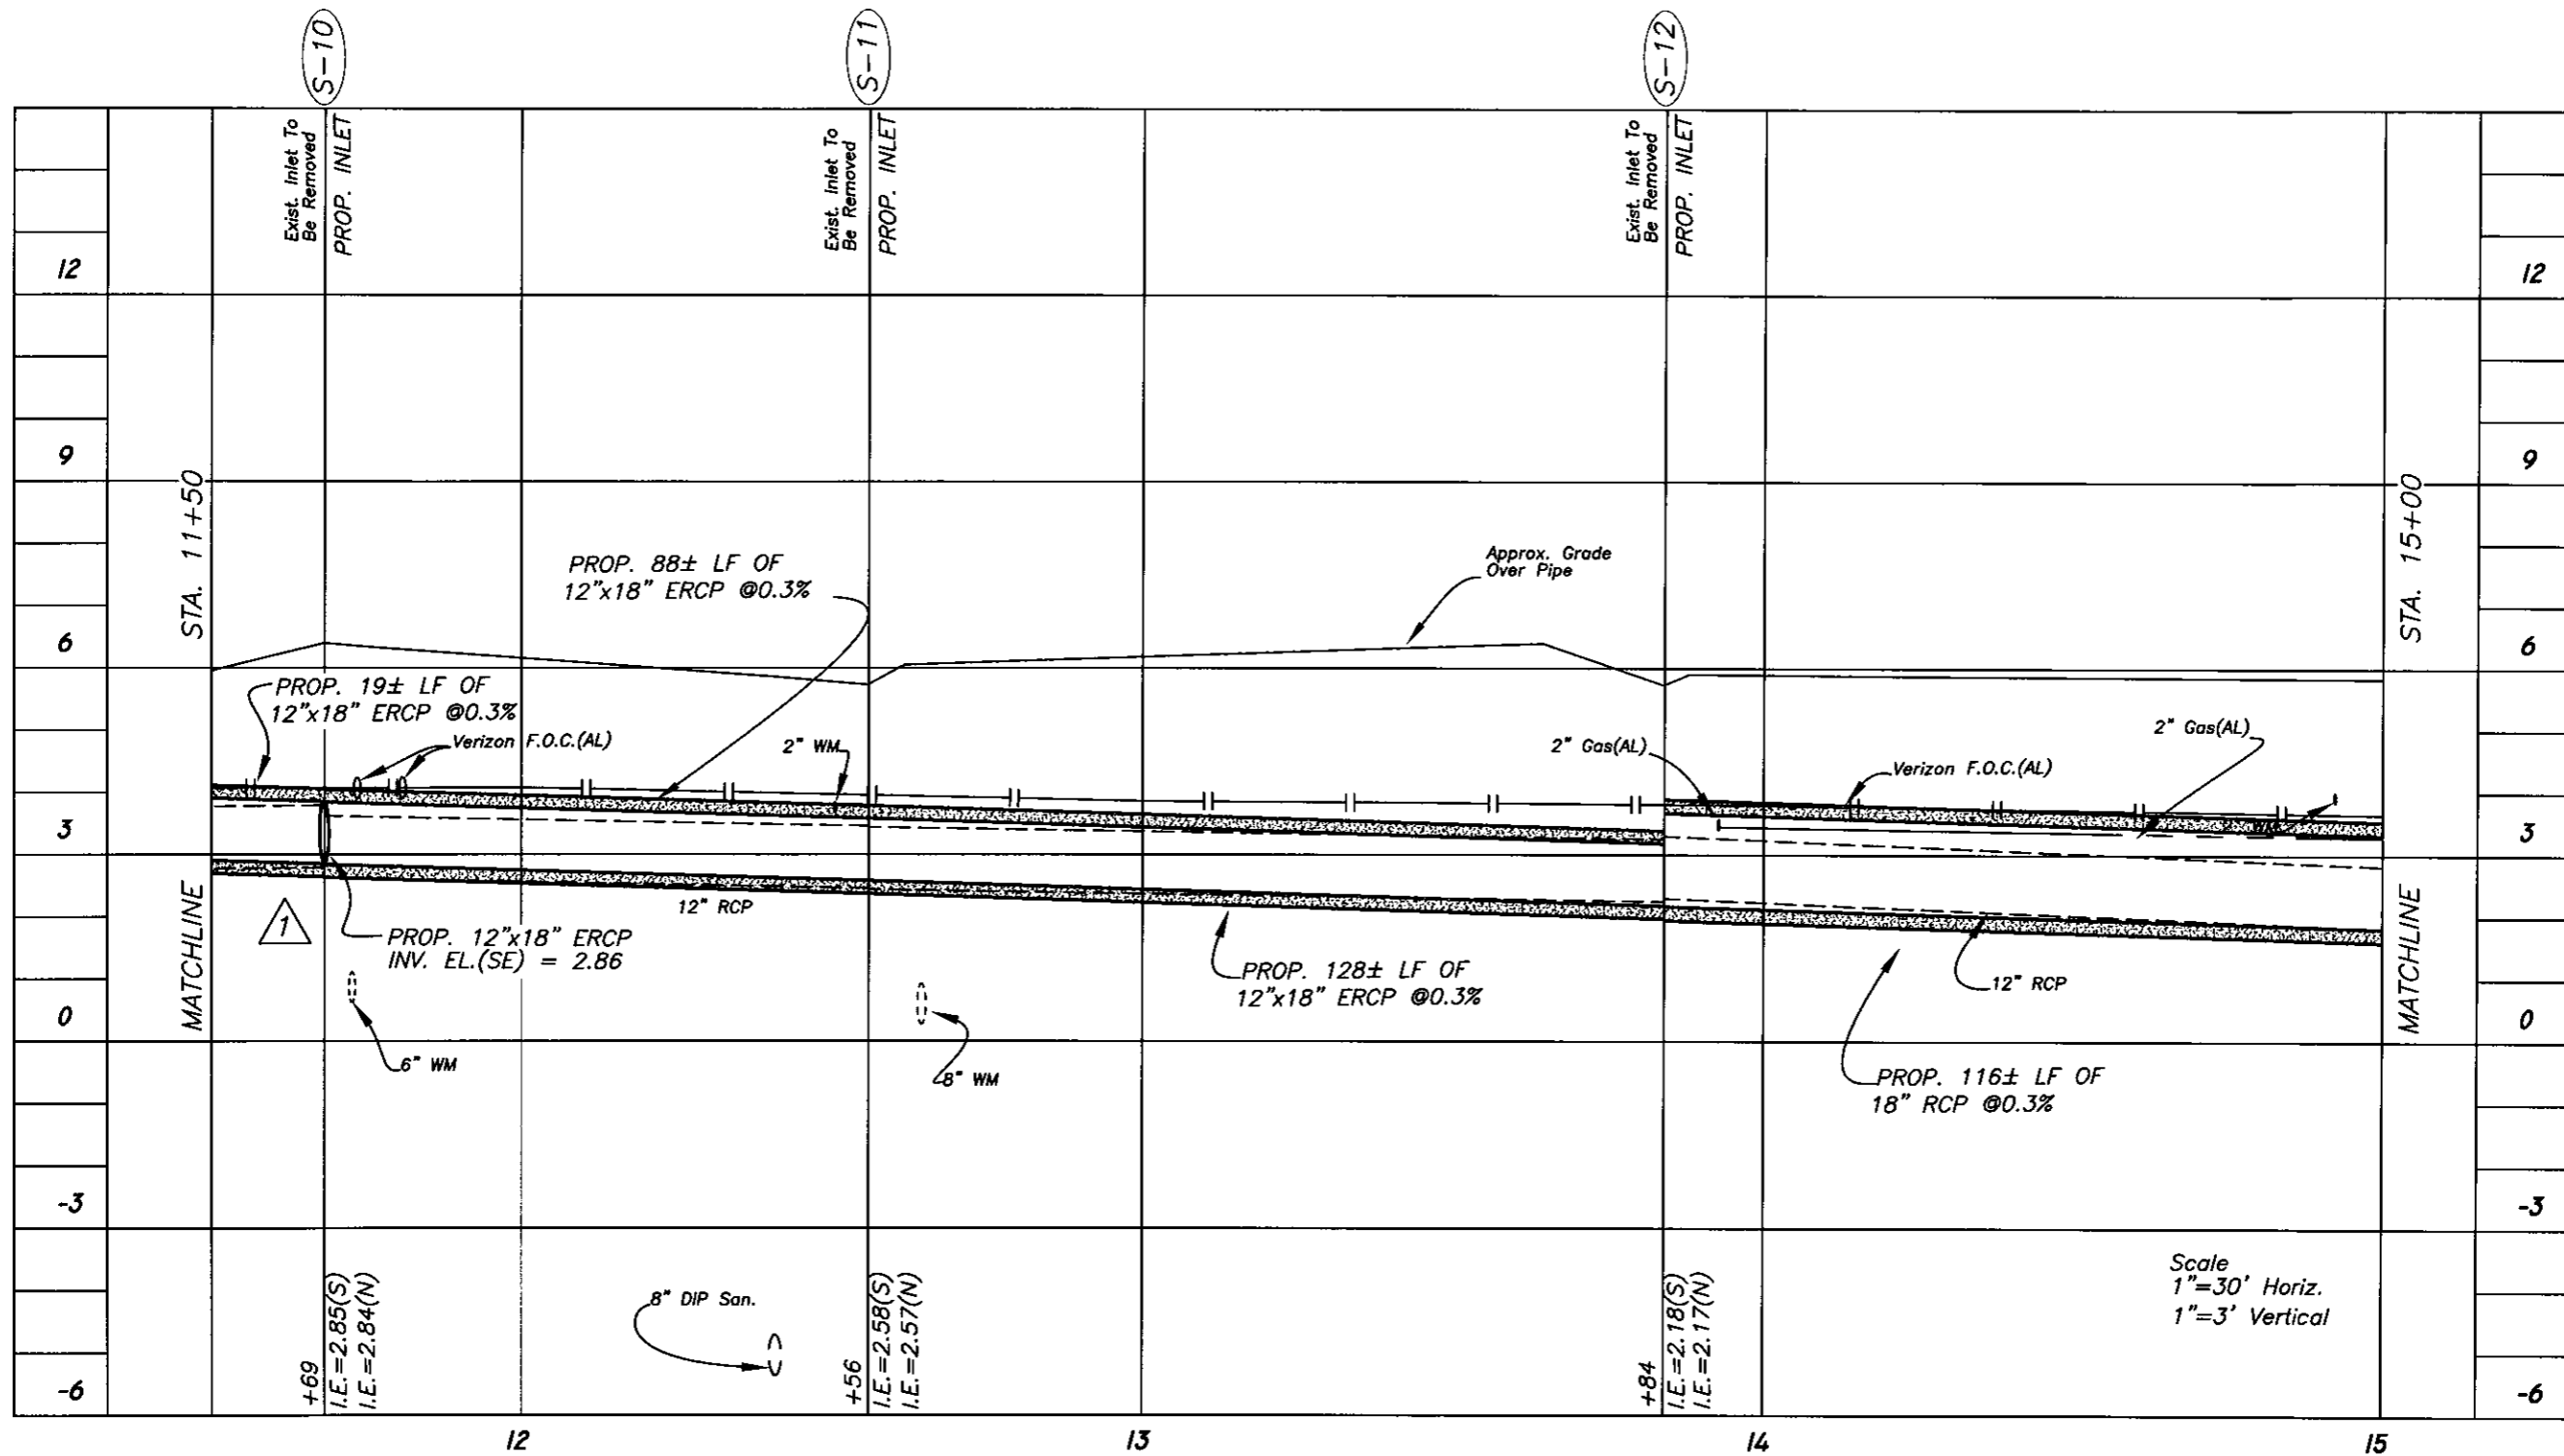 S-10
S-11
S-12
Exist. Inlet To
Be Removed
PROP. INLET
Exist. Inlet To
Be Removed
PROP. INLET
Exist. Inlet To
Be Removed
PROP. INLET
12
12
9
9
STA. 11+50
STA. 15+00
PROP. 88± LF OF
12"x18" ERCP @0.3%
Approx. Grade
Over Pipe
6
6
PROP. 19± LF OF
12"x18" ERCP @0.3%
Verizon F.O.C.(AL)
2" WM
2" Gas(AL)
Verizon F.O.C.(AL)
2" Gas(AL)
3
3
MATCHLINE
MATCHLINE
1
12" RCP
PROP. 12"x18" ERCP
INV. EL.(SE) = 2.86
PROP. 128± LF OF
12"x18" ERCP @0.3%
12" RCP
0
0
6" WM
8" WM
PROP. 116± LF OF
18" RCP @0.3%
-3
-3
8" DIP San.
Scale
1"=30' Horiz.
1"=3' Vertical
+69
I.E.=2.85(S)
I.E.=2.84(N)
+56
I.E.=2.58(S)
I.E.=2.57(N)
+84
I.E.=2.18(S)
I.E.=2.17(N)
-6
-6
12
13
14
15